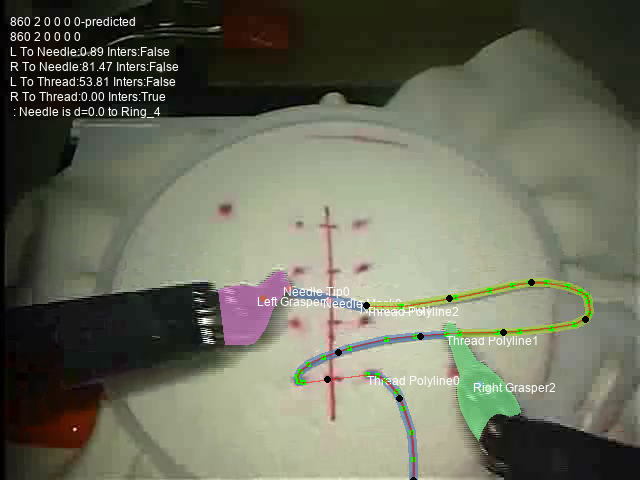 860 2 0 0 0 0-predicted
860 2 0 0 0 0
L To Needle:0.89 Inters:False
R To Needle:81.47 Inters:False
L To Thread:53.81 Inters:False
R To Thread:0.00 Inters:True
: Needle is d=0.0 to Ring_4
Needle Tip0
Left Grasper
Thread Polyline2
Thread Polyline1
Thread Polyline0
Right Grasper2